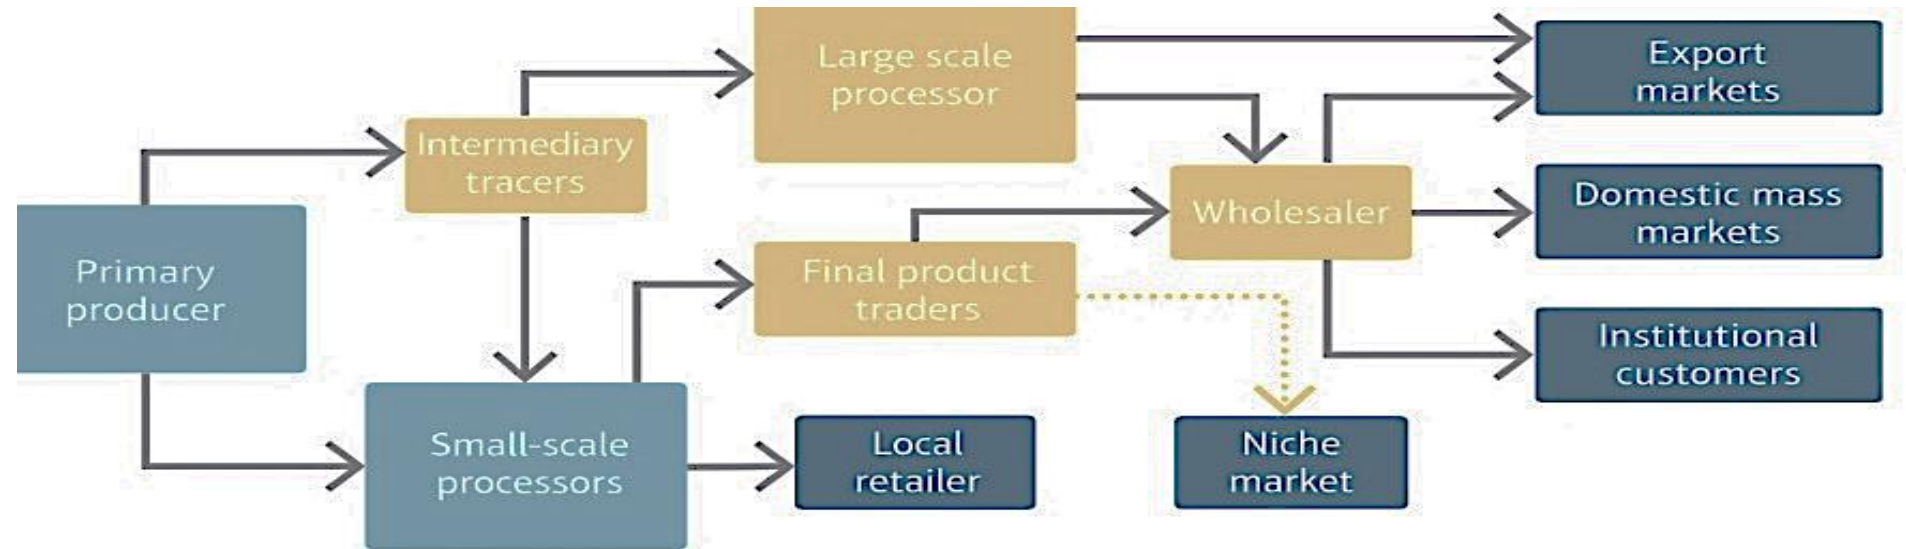 Large scale
processor
Export
markets
Intermediary
tracers
Domestic mass
markets
Wholesaler
Primary
producer
Final product
traders
Institutional
customers
Small-scale
processors
Local
retailer
Niche
market